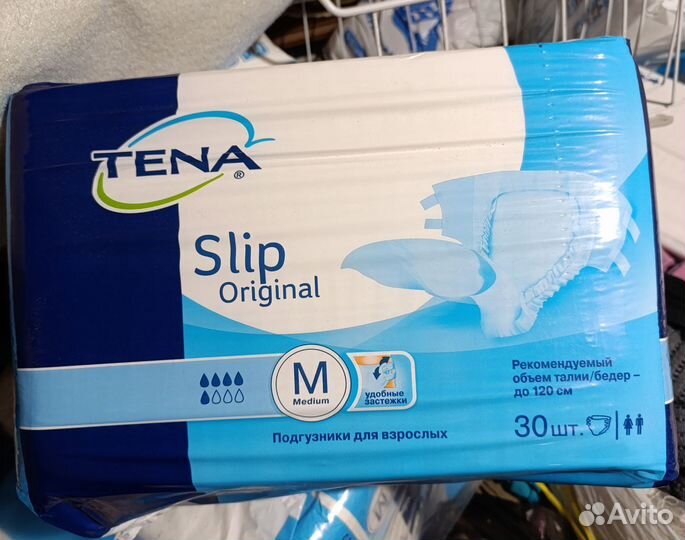 TENA®
Slip
Original
M
Medium
удобные
застежки
Рекомендуемый
объем талии/бедер –
до 120 см
Подгузники для взрослых
30 шт.
Avito